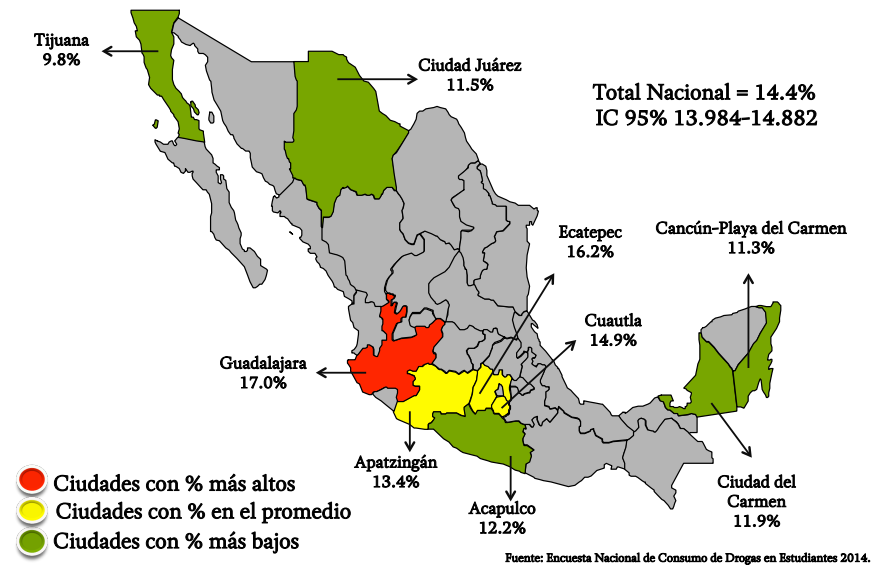 Tijuana
9.8%
Ciudad Juárez
11.5%
Total Nacional = 14.4%
IC 95% 13.984-14.882
Ecatepec
16.2%
Cancún-Playa del Carmen
11.3%
Cuautla
14.9%
Guadalajara
17.0%
Apatzingán
13.4%
Acapulco
12.2%
Ciudad del
Carmen
11.9%
Ciudades con % más altos
Ciudades con % en el promedio
Ciudades con % más bajos
Fuente: Encuesta Nacional de Consumo de Drogas en Estudiantes 2014.